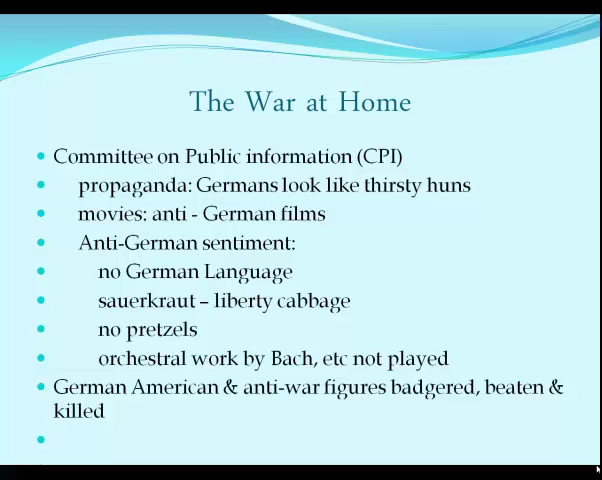 The War at Home
Committee on Public information (CPI)
propaganda: Germans look like thirsty huns
movies: anti - German films
Anti-German sentiment:
no German Language
sauerkraut – liberty cabbage
no pretzels
orchestral work by Bach, etc not played
German American & anti-war figures badgered, beaten &
killed